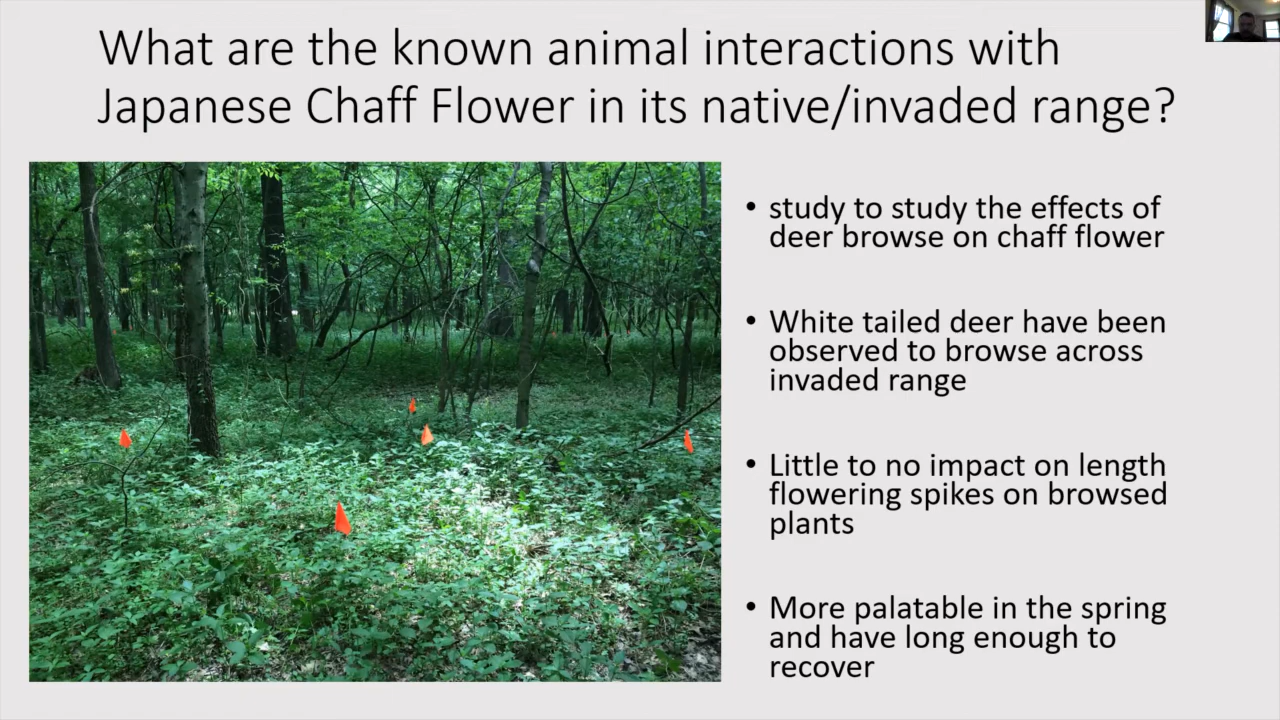 What are the known animal interactions with
Japanese Chaff Flower in its native/invaded range?
• study to study the effects of
deer browse on chaff flower
• White tailed deer have been
observed to browse across
invaded range
• Little to no impact on length
flowering spikes on browsed
plants
• More palatable in the spring
and have long enough to
recover